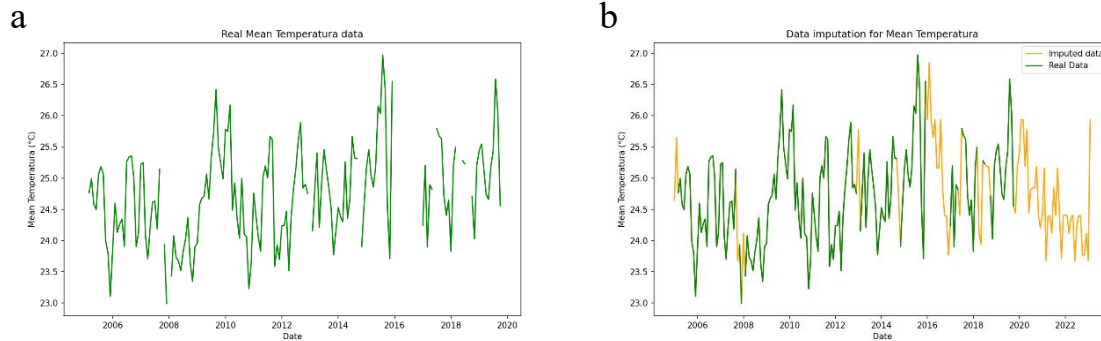 a
Real Mean Temperatura data
27.0
26.5
26.0
25.5
25.0
24.5
24.0
23.5
23.0
Mean Temperatura (°C)
2006 2008 2010 2012 2014 2016 2018 2020
Date
b
Data imputation for Mean Temperatura
Imputed data
Real Data
27.0
26.5
26.0
25.5
25.0
24.5
24.0
23.5
23.0
Mean Temperatura (°C)
2006 2008 2010 2012 2014 2016 2018 2020 2022
Date